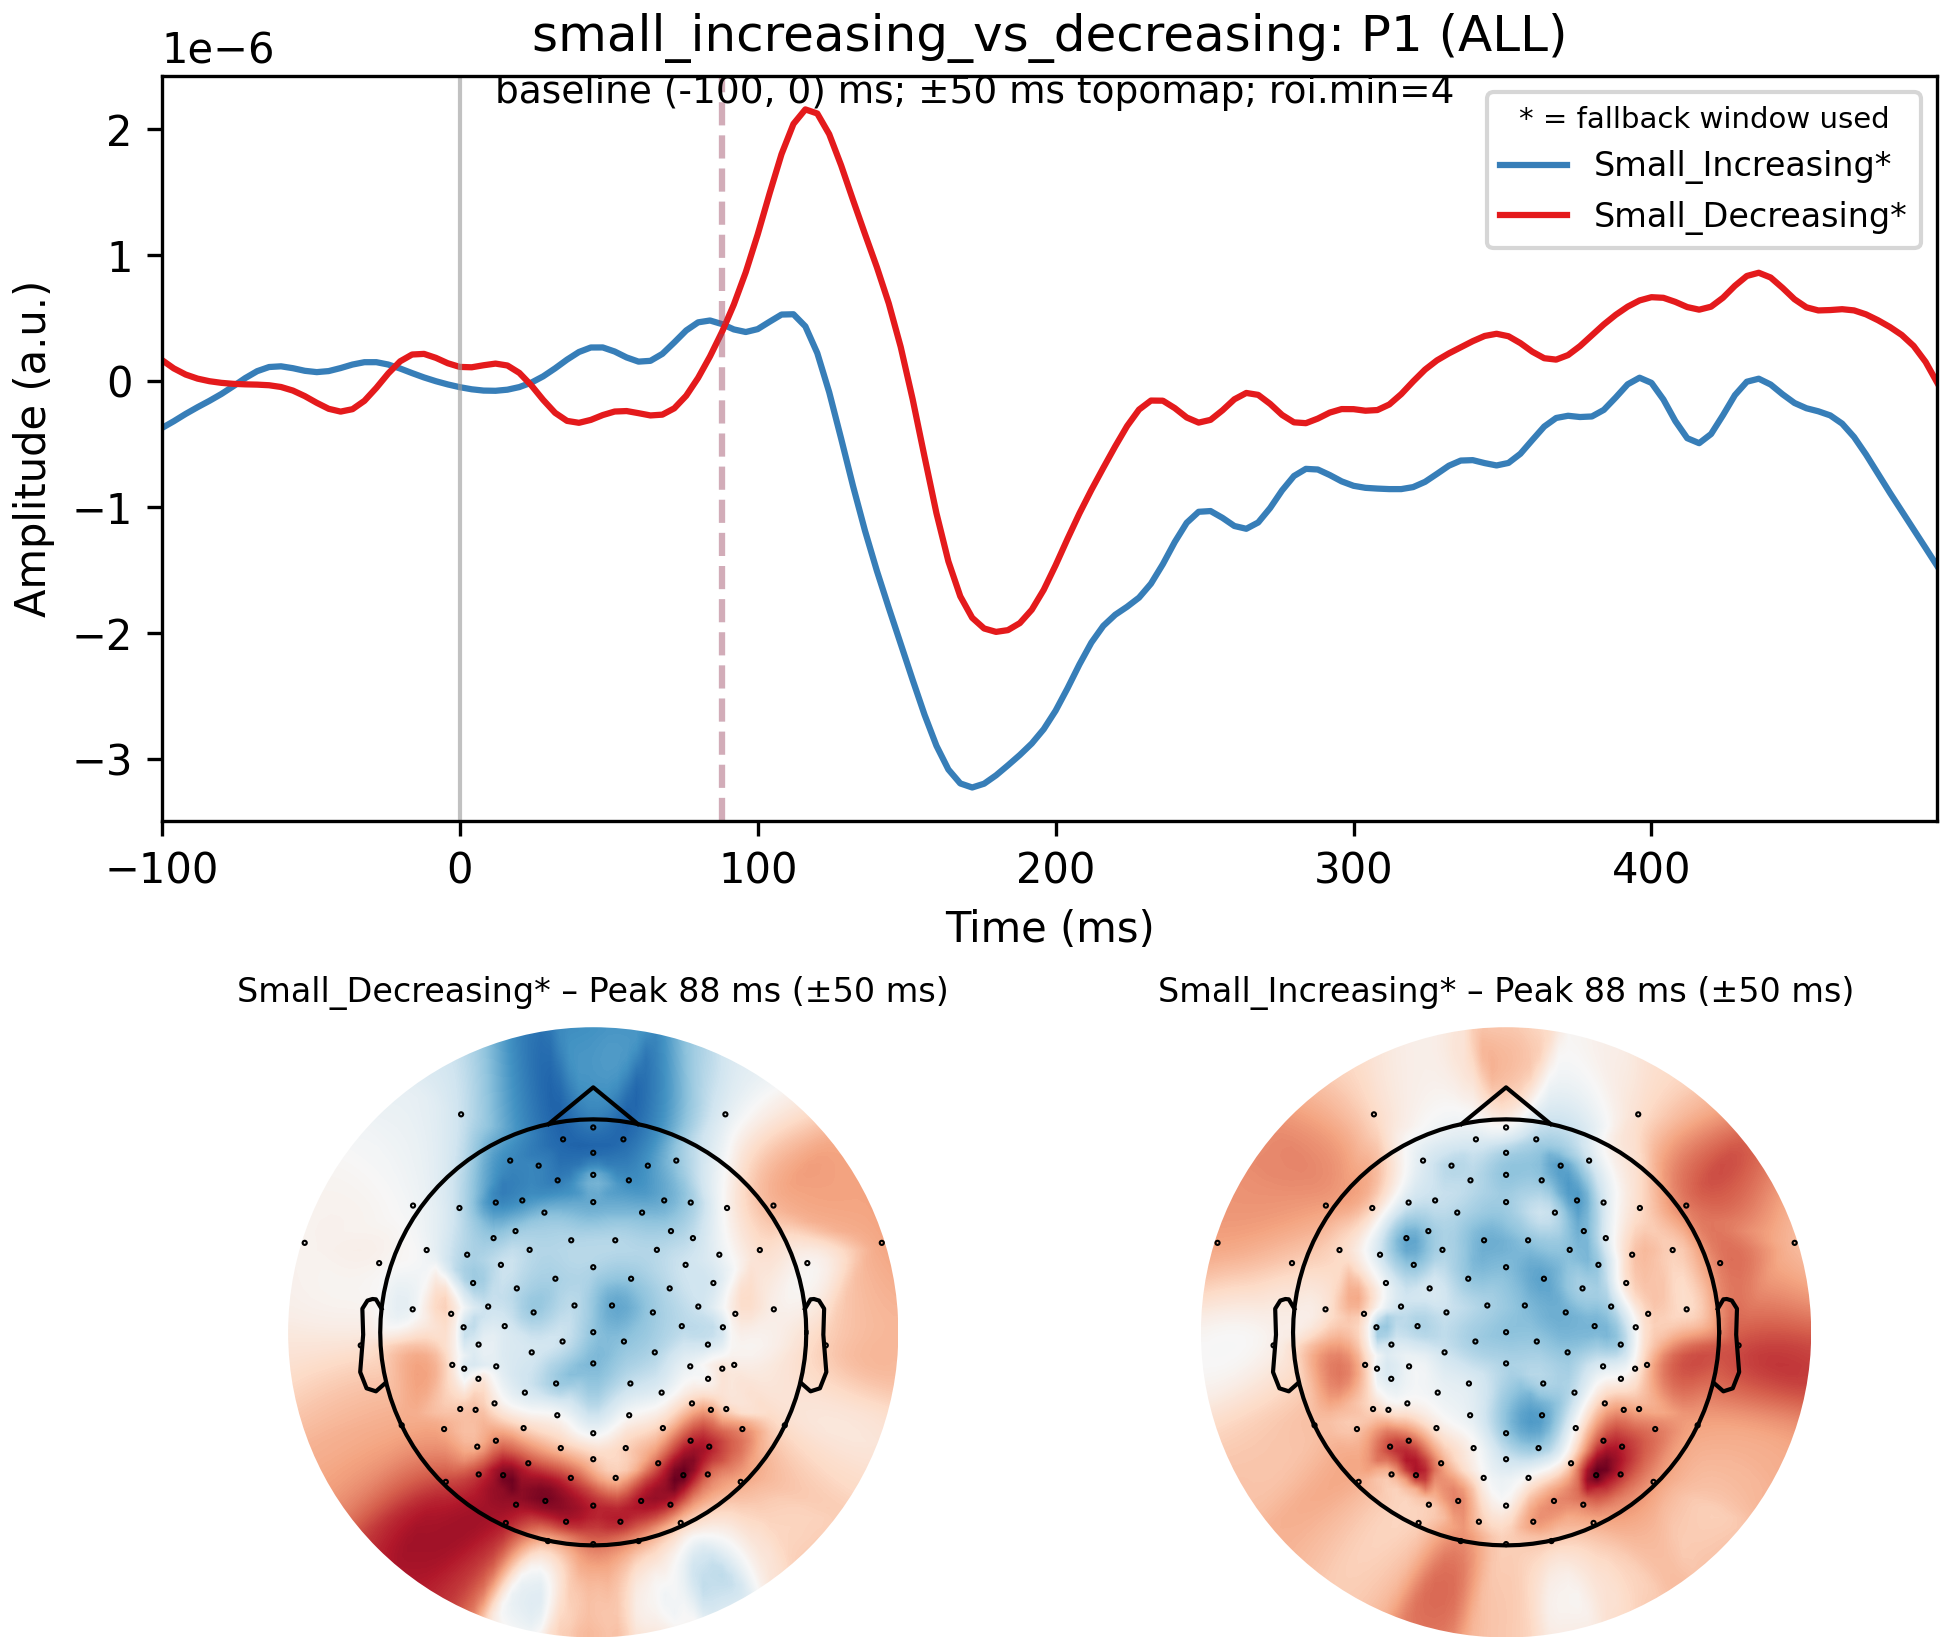 small_increasing_vs_decreasing: P1 (ALL)
1e−6
baseline (-100, 0) ms; ±50 ms topomap; roi.min=4
* = fallback window used
Small_Increasing*
Small_Decreasing*
Amplitude (a.u.)
2
1
0
−1
−2
−3
−100
0
100
200
300
400
Time (ms)
Small_Decreasing* – Peak 88 ms (±50 ms)
Small_Increasing* – Peak 88 ms (±50 ms)